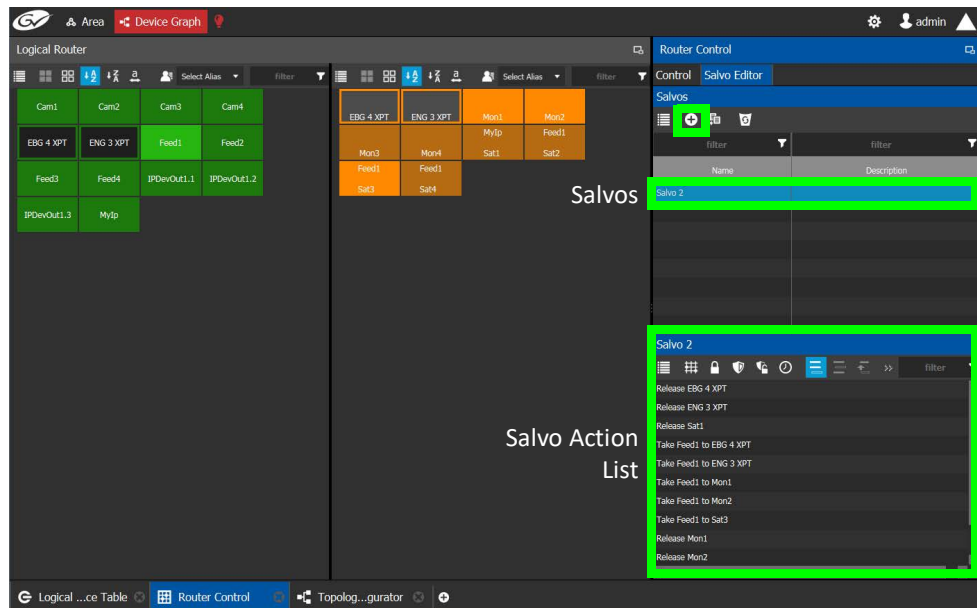 GV Area Device Graph admin
Logical Router
Select Alias filter
Cam1 Cam2 Cam3 Cam4
EBG 4 XPT ENG 3 XPT Feed1 Feed2
Feed3 Feed4 IPDevOut1.1 IPDevOut1.2
IPDevOut1.3 MyIp
Select Alias filter
EBG 4 XPT ENG 3 XPT Mon1 Mon2
MyIp Feed1
Mon3 Mon4 Sat1 Sat2
Feed1 Feed1
Sat3 Sat4
Router Control
Control Salvo Editor
Salvos
filter filter
Name Description
Salvos
Salvo 2
Salvo 2
filter
Release EBG 4 XPT
Release ENG 3 XPT
Release Sat1
Take Feed1 to EBG 4 XPT
Take Feed1 to ENG 3 XPT
Take Feed1 to Mon1
Take Feed1 to Mon2
Take Feed1 to Sat3
Release Mon1
Release Mon2
Salvo Action
List
Logical ...ce Table Router Control Topolog...gurator